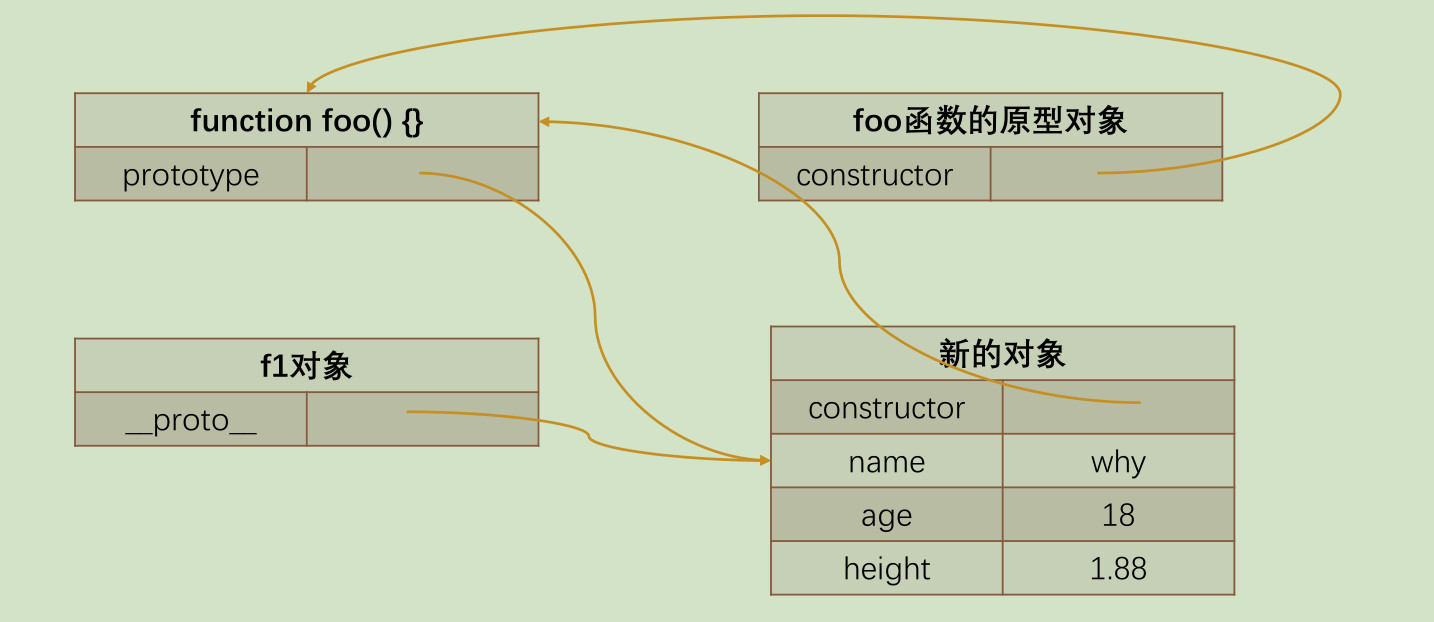 function foo() {}
prototype
foo函数的原型对象
constructor
f1对象
__proto__
新的对象
constructor
name why
age 18
height 1.88